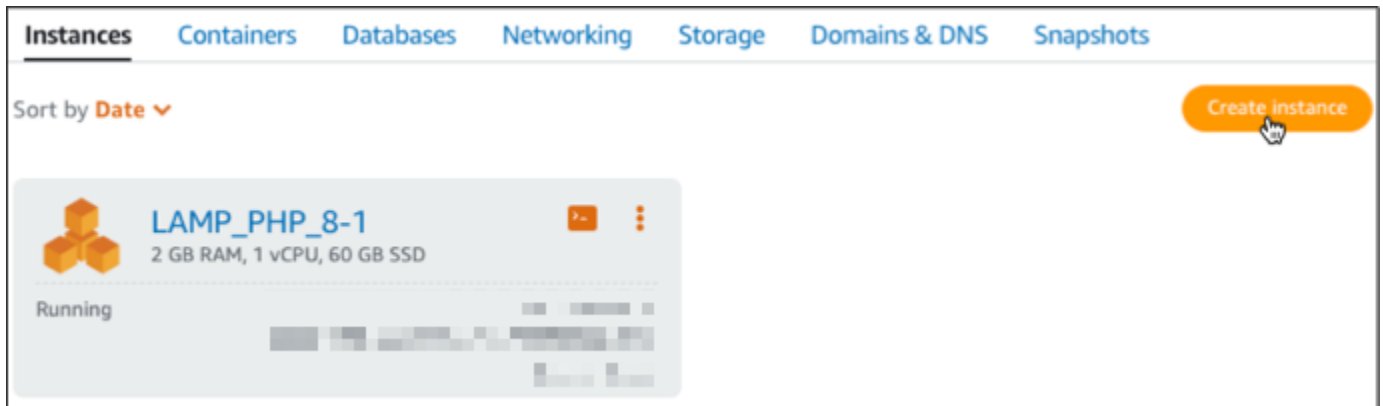 Instances Containers Databases Networking Storage Domains & DNS Snapshots
Sort by Date
Create instance
LAMP_PHP_8-1
2 GB RAM, 1 vCPU, 60 GB SSD
Running